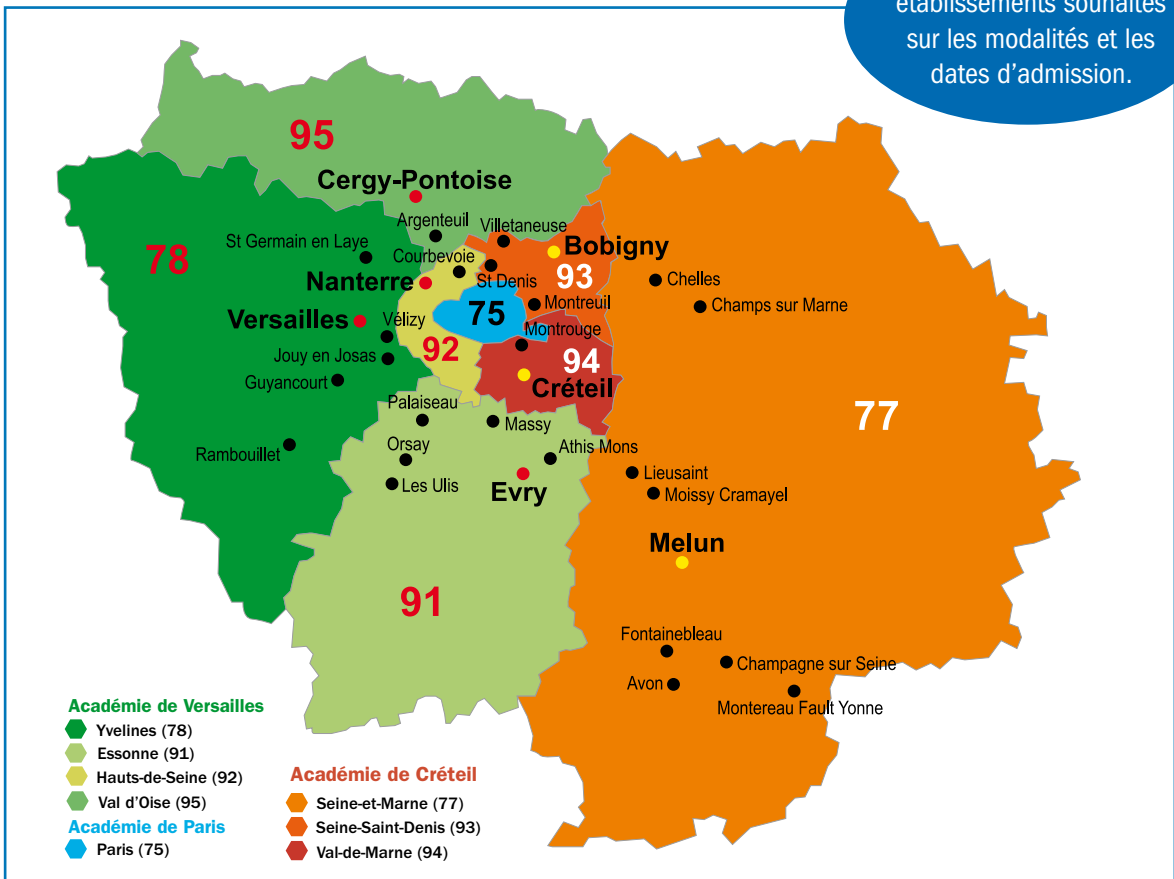 établissements souhaités
sur les modalités et les
dates d'admission.
95
Cergy-Pontoise
Argenteuil
Villetaneuse
St Germain en Laye
Courbevoie
Bobigny
78
Nanterre
St Denis
93
Chelles
Versailles
75
Montreuil
Champs sur Marne
Vélizy
Montrouge
92
94
Jouy en Josas
Guyancourt
Créteil
Palaiseau
77
Massy
Rambouillet
Orsay
Athis Mons
Les Ulis
Evry
Lieusaint
Moissy Cramayel
Melun
91
Fontainebleau
Champagne sur Seine
Avon
Montereau Fault Yonne
Académie de Versailles
Yvelines (78)
Essonne (91)
Hauts-de-Seine (92)
Val d'Oise (95)
Académie de Paris
Paris (75)
Académie de Créteil
Seine-et-Marne (77)
Seine-Saint-Denis (93)
Val-de-Marne (94)